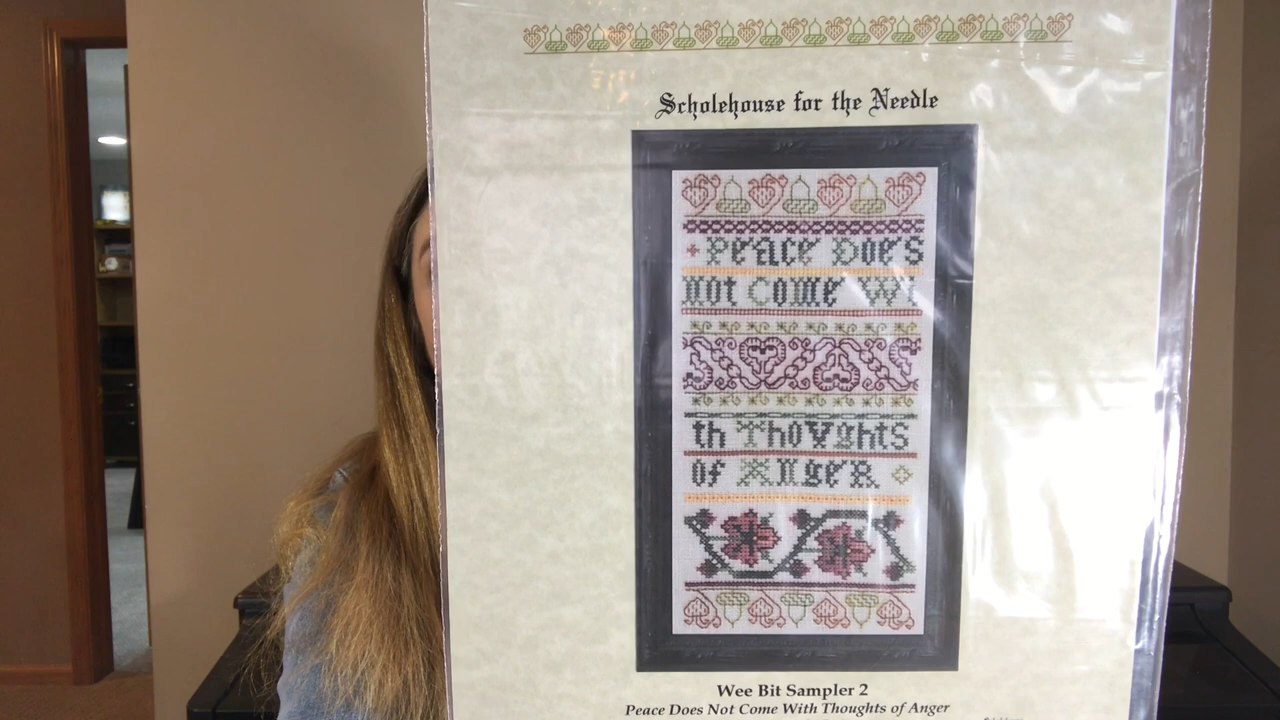 Scholehouse for the Needle
Peace Does
not Come Wi
th Thovghts
of AngeR
Wee Bit Sampler 2
Peace Does Not Come With Thoughts of Anger